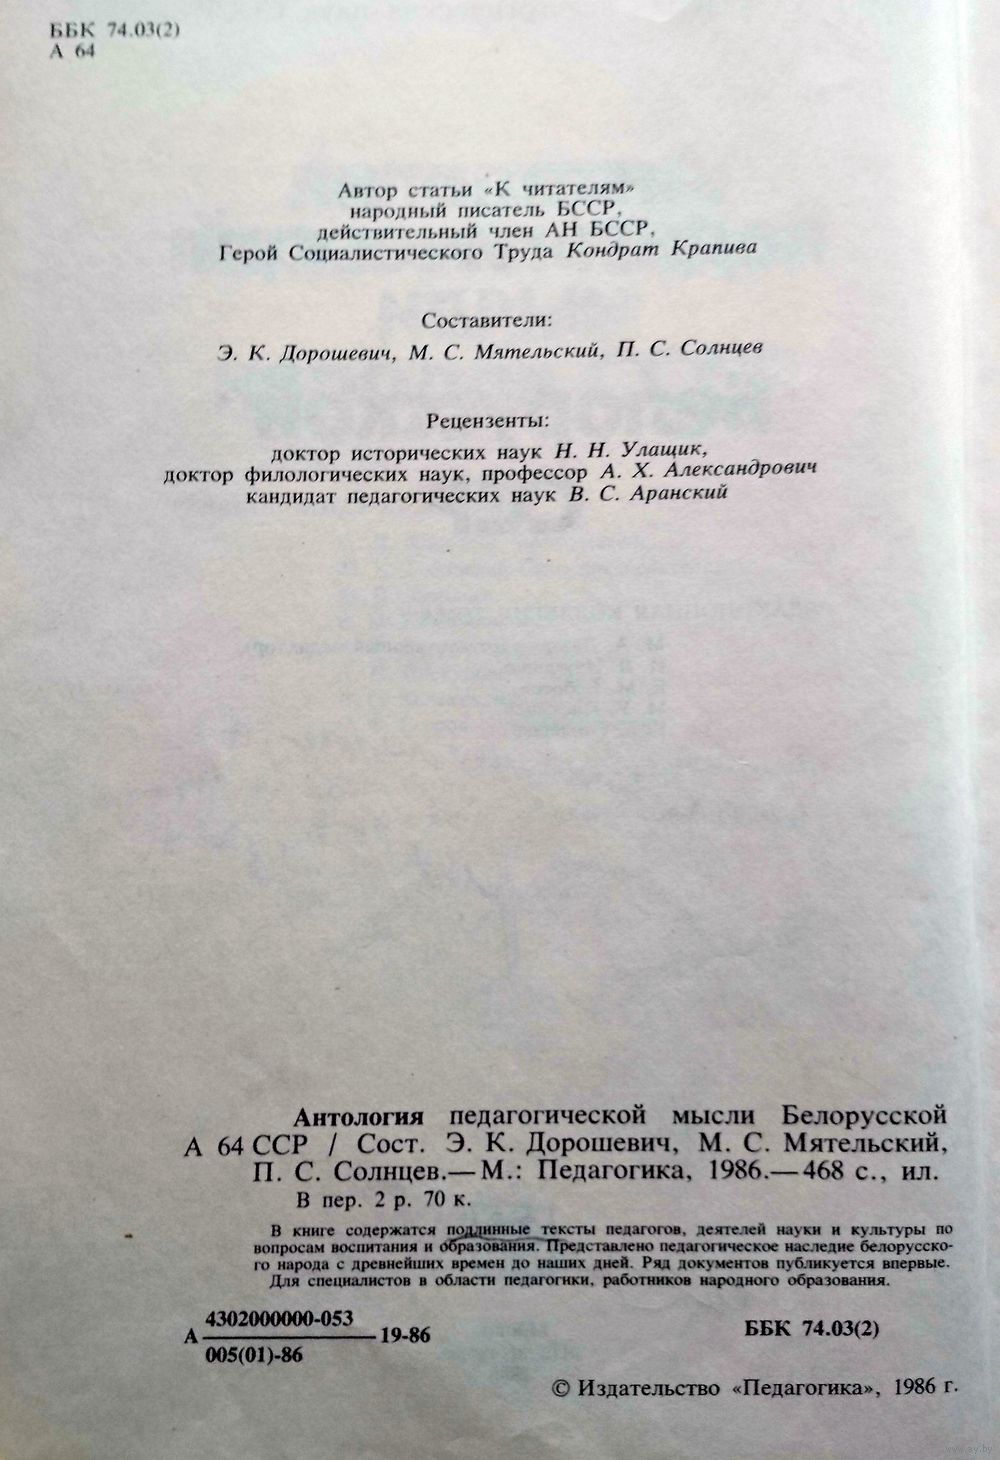 ББК 74.03(2)
А 64
Автор статьи «К читателям»
народный писатель БССР,
действительный член АН БССР,
Герой Социалистического Труда Кондрат Крапива
Составители:
Э. К. Дорошевич, М. С. Мятельский, П. С. Солнцев
Рецензенты:
доктор исторических наук Н. Н. Улащик,
доктор филологических наук, профессор А. Х. Александрович
кандидат педагогических наук В. С. Аранский
Антология педагогической мысли Белорусской
А 64 ССР / Сост. Э. К. Дорошевич, М. С. Мятельский,
П. С. Солнцев.— М.: Педагогика, 1986.— 468 с., ил.
В пер. 2 р. 70 к.
В книге содержатся подлинные тексты педагогов, деятелей науки и культуры по
вопросам воспитания и образования. Представлено педагогическое наследие белорусско-
го народа с древнейших времен до наших дней. Ряд документов публикуется впервые.
Для специалистов в области педагогики, работников народного образования.
4302000000-053
А 19-86
005(01)-86
ББК 74.03(2)
© Издательство «Педагогика», 1986 г.
www.ay.by